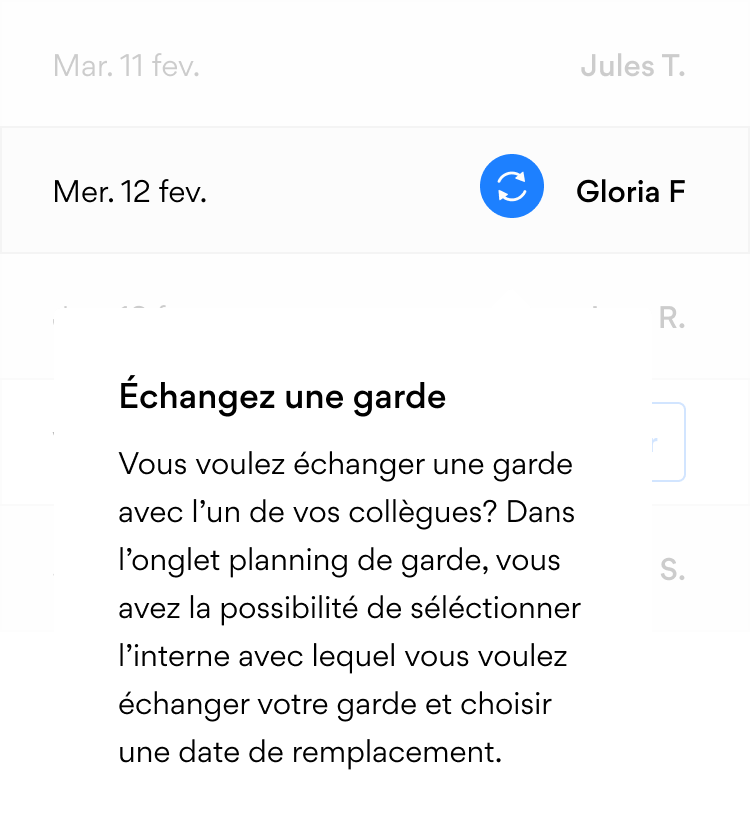 Mar. 11 fev. Jules T.
Mer. 12 fev. Gloria F
R.
Échangez une garde
Vous voulez échanger une garde
avec l’un de vos collègues? Dans
l’onglet planning de garde, vous
avez la possibilité de séléctionner
l’interne avec lequel vous voulez
échanger votre garde et choisir
une date de remplacement.
S.